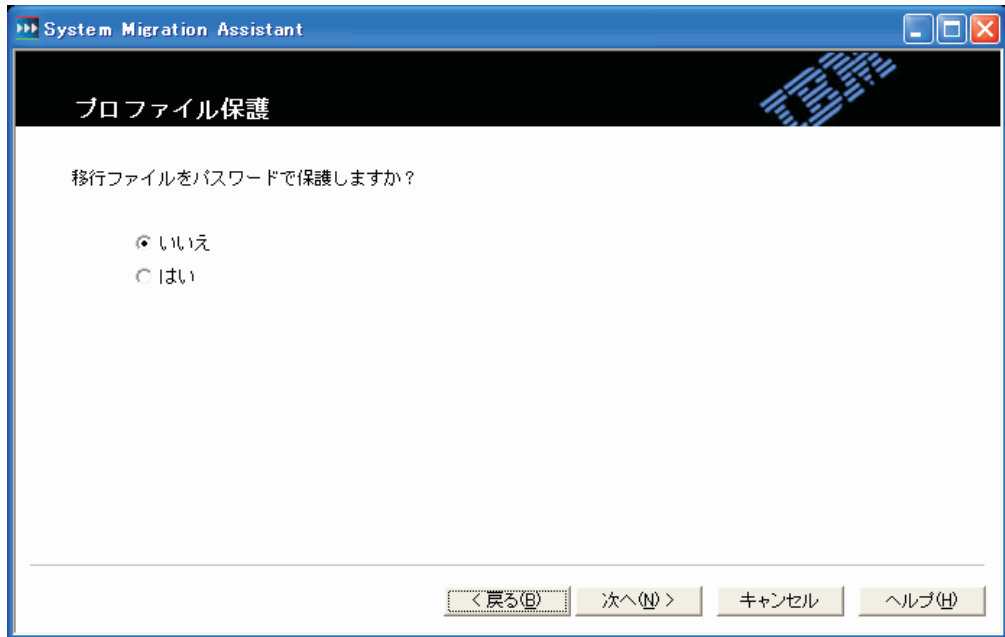 System Migration Assistant
IBM
プロファイル保護
移行ファイルをパスワードで保護しますか？
いいえ
はい
< 戻る(B)
次へ(N) >
キャンセル
ヘルプ(H)